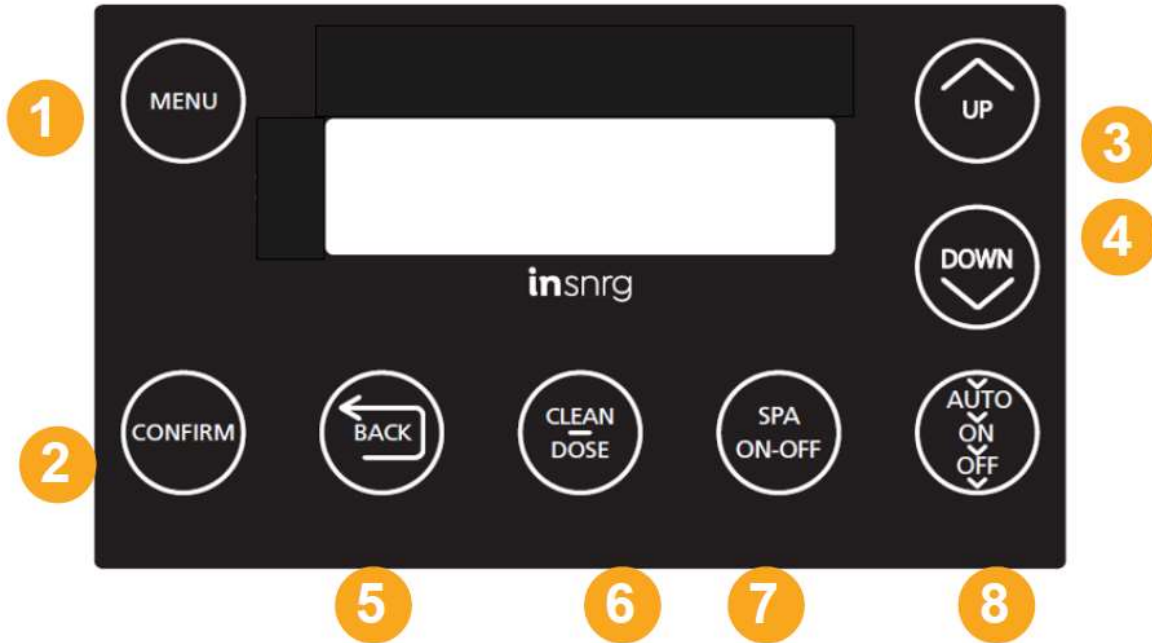 1
MENU
UP
3
DOWN
4
insnrg
2
CONFIRM
BACK
CLEAN
DOSE
SPA
ON-OFF
AUTO
ON
OFF
5
6
7
8